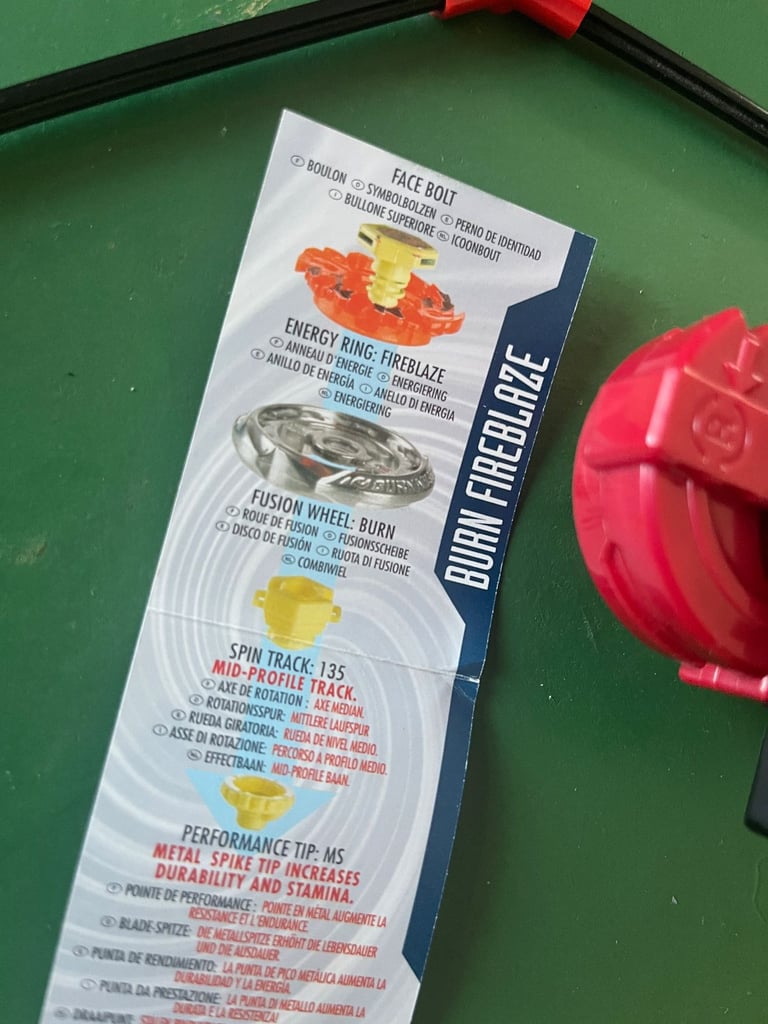 FACE BOLT
F BOULON D SYMBOLBOLZEN E PERNO DE IDENTIDAD
I BULLONE SUPERIORE NL ICOONBOUT
ENERGY RING: FIREBLAZE
F ANNEAU D'ENERGIE D ENERGIERING
E ANILLO DE ENERGÍA I ANELLO DI ENERGIA
NL ENERGIERING
FUSION WHEEL: BURN
F ROUE DE FUSION D FUSIONSSCHEIBE
E DISCO DE FUSIÓN I RUOTA DI FUSIONE
NL COMBIWIEL
SPIN TRACK: 135
MID-PROFILE TRACK.
F AXE DE ROTATION : AXE MEDIAN.
D ROTATIONSSPUR: MITTLERE LAUFSPUR
E RUEDA GIRATORIA: RUEDA DE NIVEL MEDIO.
I ASSE DI ROTAZIONE: PERCORSO A PROFILO MEDIO.
NL EFFECTBAAN: MID-PROFILE BAAN.
PERFORMANCE TIP: MS
METAL SPIKE TIP INCREASES
DURABILITY AND STAMINA.
F POINTE DE PERFORMANCE : POINTE EN METAL AUGMENTE LA
RESISTANCE ET L'ENDURANCE.
D BLADE-SPITZE: DIE METALLSPITZE ERHÖHT DIE LEBENSDAUER
UND DIE AUSDAUER.
E PUNTA DE RENDIMIENTO: LA PUNTA DE PICO METÁLICA AUMENTA LA
DURABILIDAD Y LA ENERGÍA.
I PUNTA DA PRESTAZIONE: LA PUNTA DI METALLO AUMENTA LA
DURATA E LA RESISTENZA!
NL DRAAIPUNT:
BURN FIREBLAZE
R